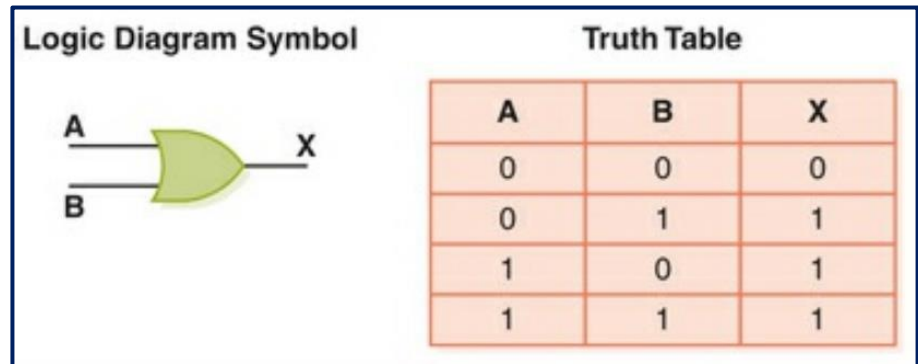 Logic Diagram Symbol
Truth Table
A
B
X
A B X
0 0 0
0 1 1
1 0 1
1 1 1